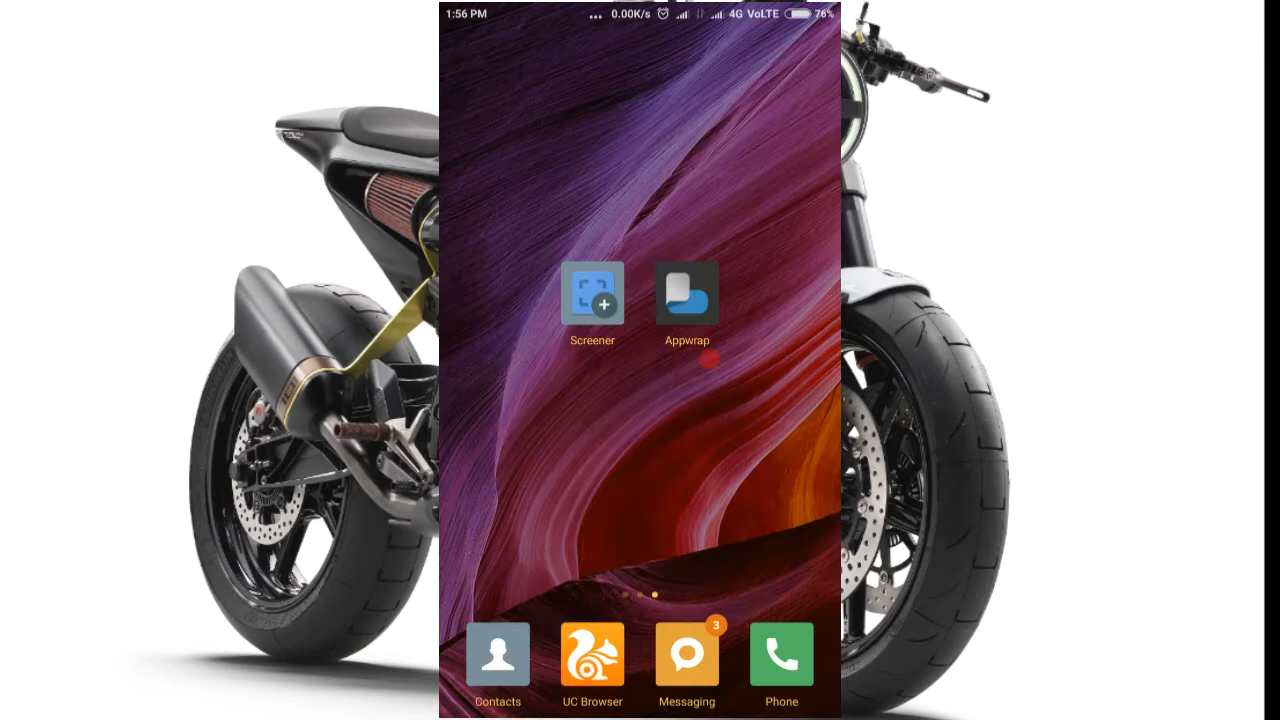 1:56 PM ... 0.00K/s 4G VoLTE 76%
Screener Appwrap
3
Contacts UC Browser Messaging Phone